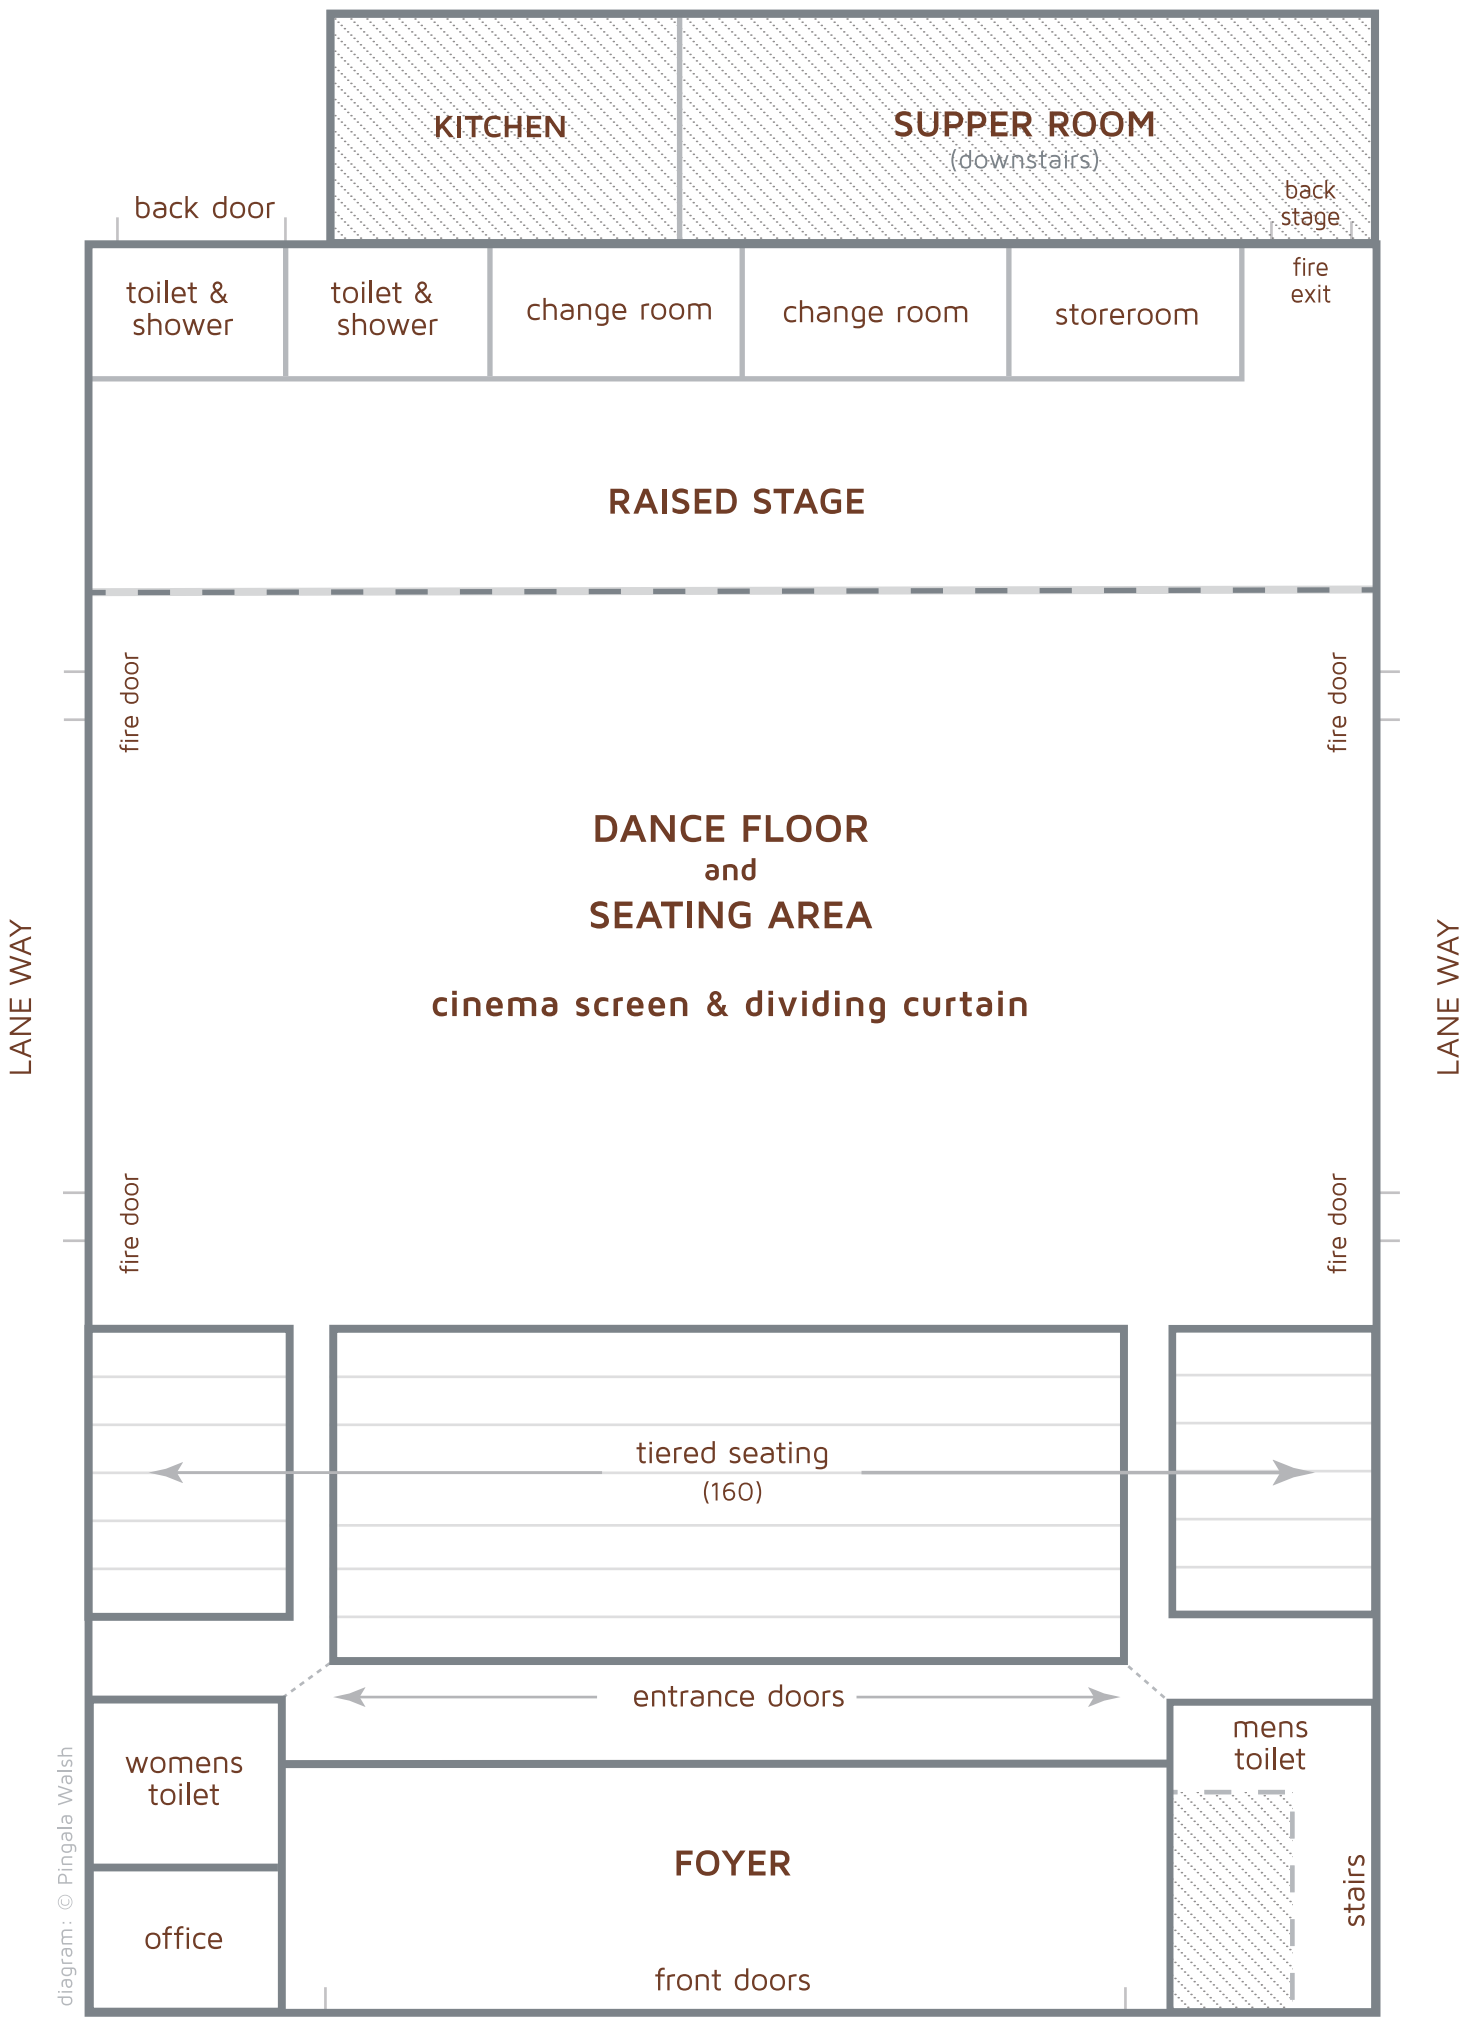 KITCHEN
SUPPER ROOM
(downstairs)
back door
back
stage
toilet &
shower
toilet &
shower
change room
change room
storeroom
fire
exit
RAISED STAGE
fire door
fire door
DANCE FLOOR
and
SEATING AREA
cinema screen & dividing curtain
LANE WAY
LANE WAY
fire door
fire door
tiered seating
(160)
entrance doors
womens
toilet
mens
toilet
FOYER
stairs
office
front doors
diagram: © Pingala Walsh